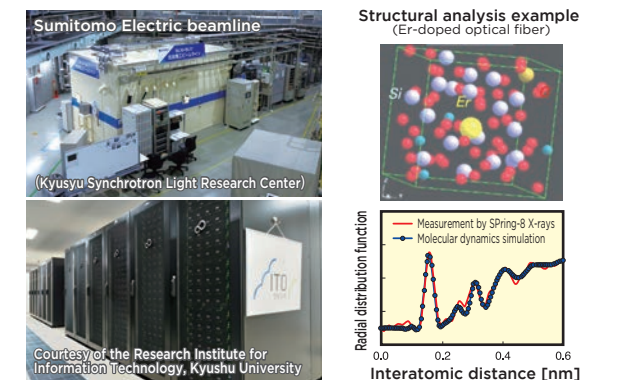 Sumitomo Electric beamline
(Kyusyu Synchrotron Light Research Center)
ITO
Courtesy of the Research Institute for
Information Technology, Kyushu University
Structural analysis example
(Er-doped optical fiber)
Si
Er
Radial distribution function
Measurement by SPring-8 X-rays
Molecular dynamics simulation
0.0 0.2 0.4 0.6
Interatomic distance [nm]